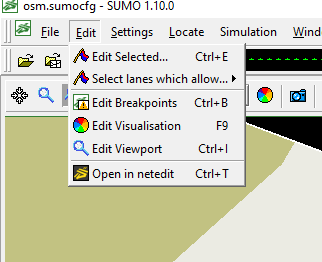 osm.sumocfg - SUMO 1.10.0
File Edit Settings Locate Simulation
Edit Selected... Ctrl+E
Select lanes which allow...
Edit Breakpoints Ctrl+B
Edit Visualisation F9
Edit Viewport Ctrl+I
Open in netedit Ctrl+T